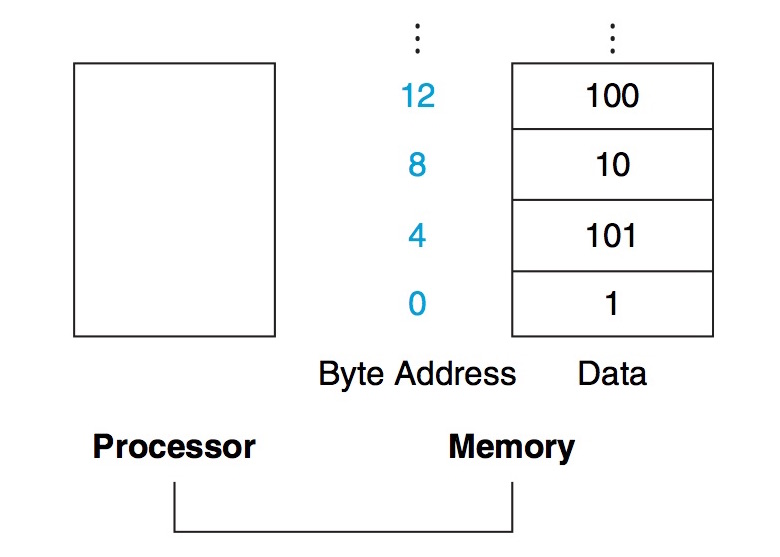 12 100
8 10
4 101
0 1
Byte Address Data
Processor Memory